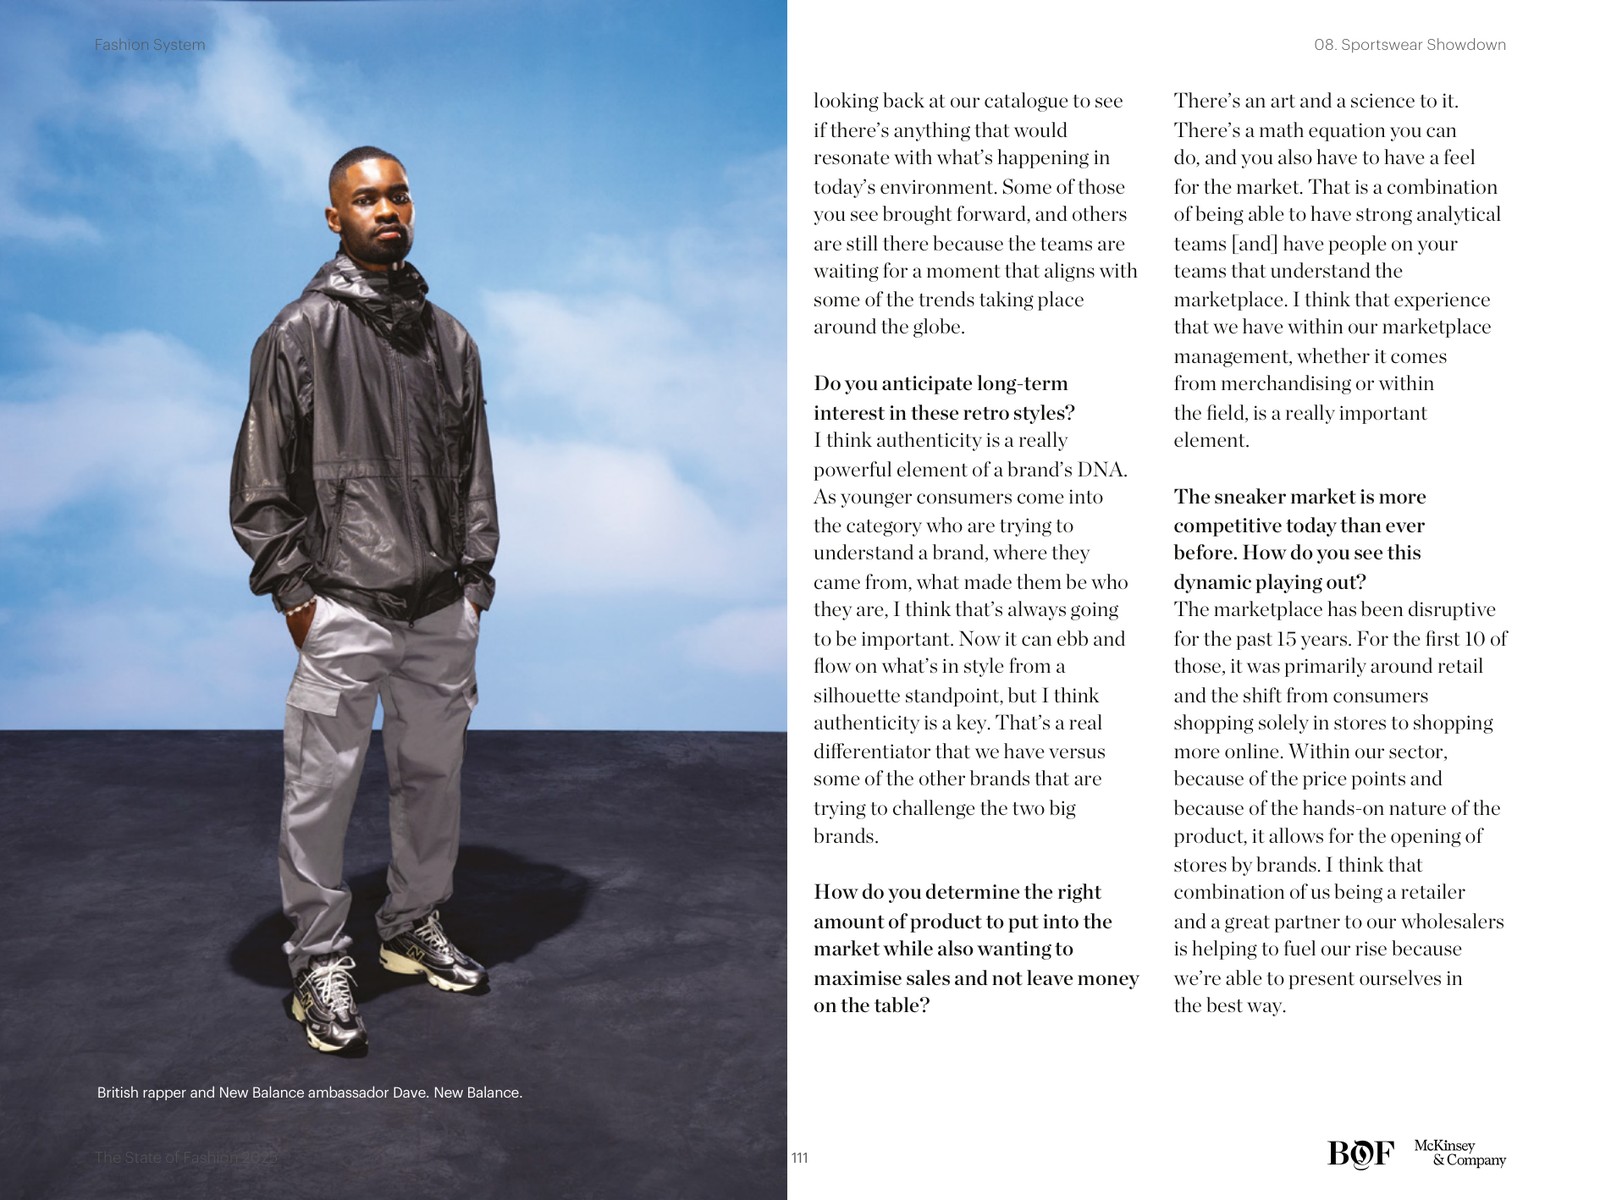 Fashion System
08. Sportswear Showdown
looking back at our catalogue to see
if there's anything that would
resonate with what's happening in
today's environment. Some of those
you see brought forward, and others
are still there because the teams are
waiting for a moment that aligns with
some of the trends taking place
around the globe.
Do you anticipate long-term
interest in these retro styles?
I think authenticity is a really
powerful element of a brand's DNA.
As younger consumers come into
the category who are trying to
understand a brand, where they
came from, what made them be who
they are, I think that's always going
to be important. Now it can ebb and
flow on what's in style from a
silhouette standpoint, but I think
authenticity is a key. That's a real
differentiator that we have versus
some of the other brands that are
trying to challenge the two big
brands.
How do you determine the right
amount of product to put into the
market while also wanting to
maximise sales and not leave money
on the table?
There's an art and a science to it.
There's a math equation you can
do, and you also have to have a feel
for the market. That is a combination
of being able to have strong analytical
teams [and] have people on your
teams that understand the
marketplace. I think that experience
that we have within our marketplace
management, whether it comes
from merchandising or within
the field, is a really important
element.
The sneaker market is more
competitive today than ever
before. How do you see this
dynamic playing out?
The marketplace has been disruptive
for the past 15 years. For the first 10 of
those, it was primarily around retail
and the shift from consumers
shopping solely in stores to shopping
more online. Within our sector,
because of the price points and
because of the hands-on nature of the
product, it allows for the opening of
stores by brands. I think that
combination of us being a retailer
and a great partner to our wholesalers
is helping to fuel our rise because
we're able to present ourselves in
the best way.
British rapper and New Balance ambassador Dave. New Balance.
The State of Fashion
111
BOF
McKinsey
& Company